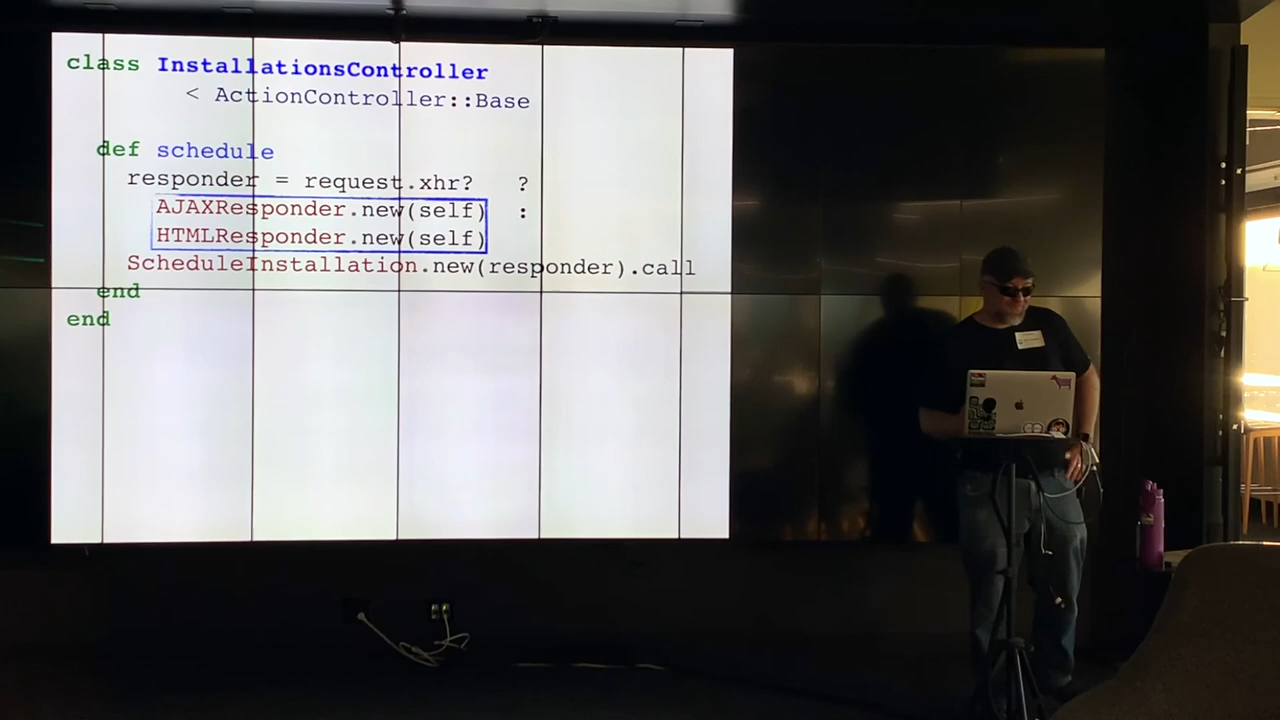 class InstallationsController
< ActionController::Base
def schedule
responder = request.xhr? ?
AJAXResponder.new(self) :
HTMLResponder.new(self)
ScheduleInstallation.new(responder).call
end
end